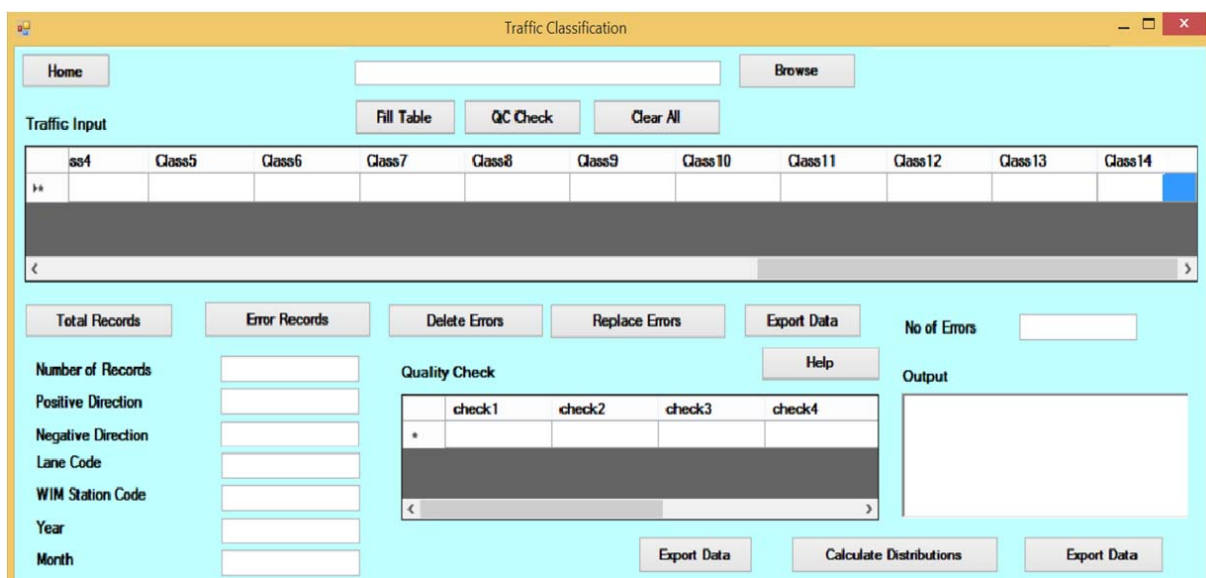 Traffic Classification
Home Browse
Fill Table QC Check Clear All
Traffic Input
ss4 Class5 Class6 Class7 Class8 Class9 Class10 Class11 Class12 Class13 Class14
Total Records Error Records Delete Errors Replace Errors Export Data No of Errors
Number of Records
Positive Direction
Negative Direction
Lane Code
WIM Station Code
Year
Month
Quality Check
Help
check1 check2 check3 check4
Output
Export Data Calculate Distributions Export Data